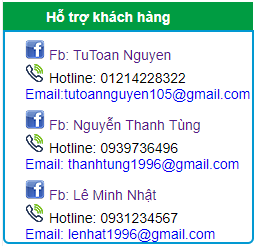 Hỗ trợ khách hàng
Fb: TuToan Nguyen
Hotline: 01214228322
Email:tutoannguyen105@gmail.com
Fb: Nguyễn Thanh Tùng
Hotline: 0939736496
Email: thanhtung1996@gmail.com
Fb: Lê Minh Nhật
Hotline: 0931234567
Email: lenhat1996@gmail.com